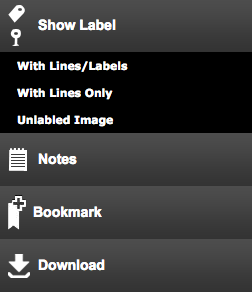 Show Label
With Lines/Labels
With Lines Only
Unlabled Image
Notes
Bookmark
Download